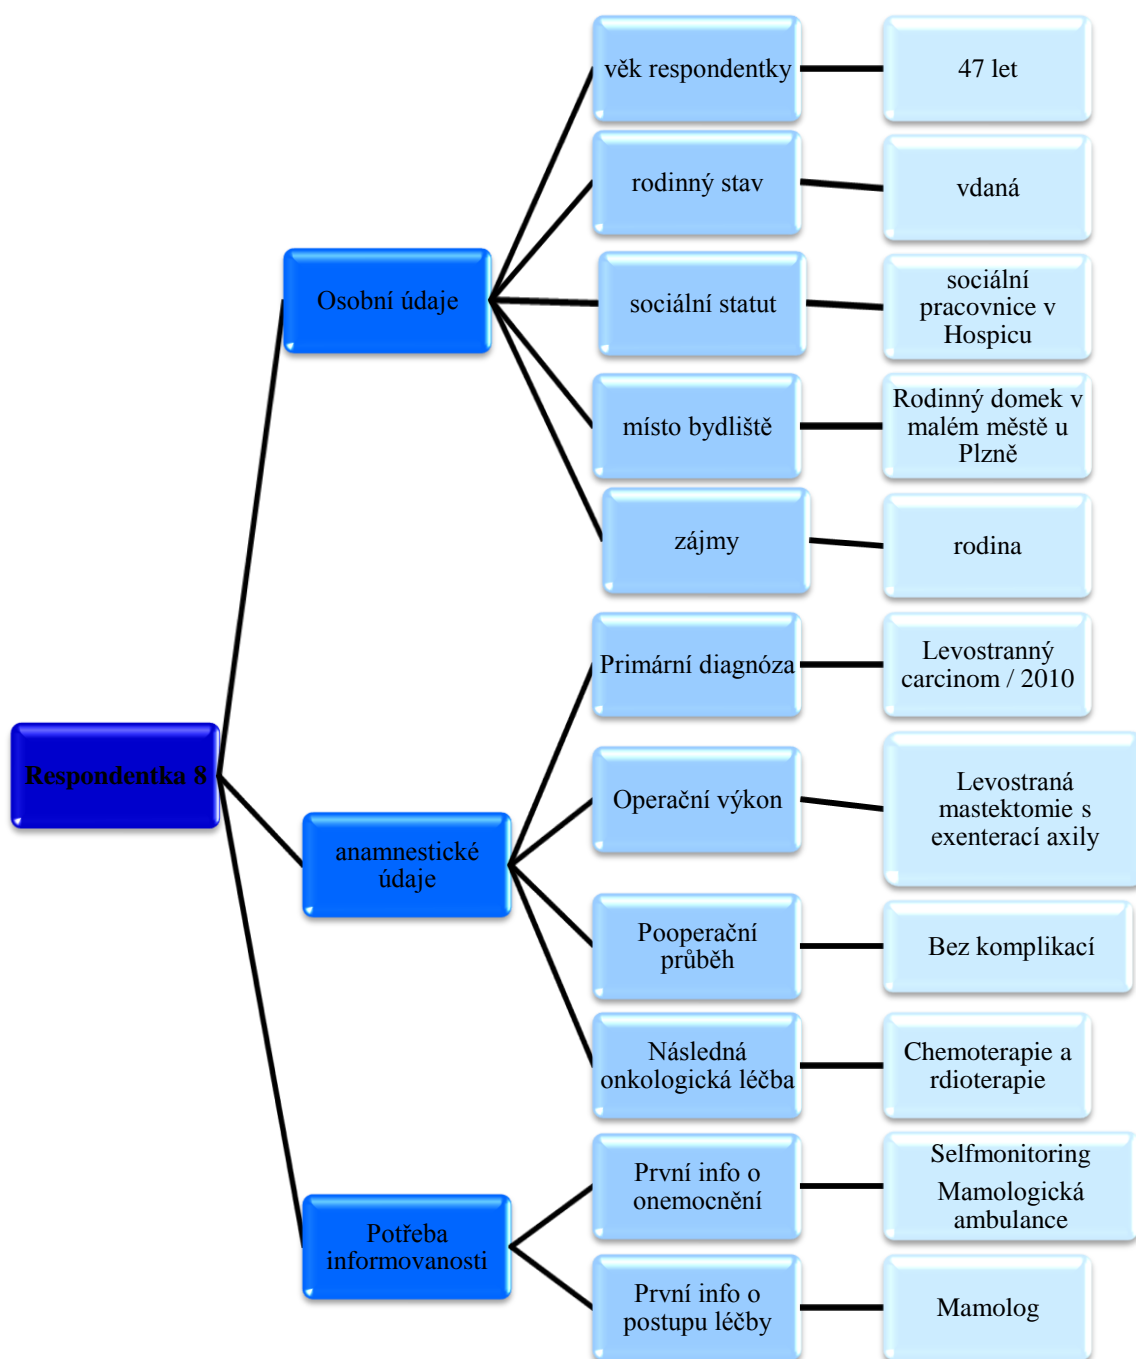 věk respondentky
47 let
rodinný stav
vdaná
Osobní údaje
sociální statut
sociální
pracovnice v
Hospicu
místo bydliště
Rodinný domek v
malém městě u
Plzně
zájmy
rodina
Respondentka 8
Primární diagnóza
Levostranný
carcinom / 2010
anamnestické
údaje
Operační výkon
Levostraná
mastektomie s
exenterací axily
Pooperační
průběh
Bez komplikací
Následná
onkologická léčba
Chemoterapie a
rdioterapie
Potřeba
informovanosti
První info o
onemocnění
Selfmonitoring
Mamologická
ambulance
První info o
postupu léčby
Mamolog